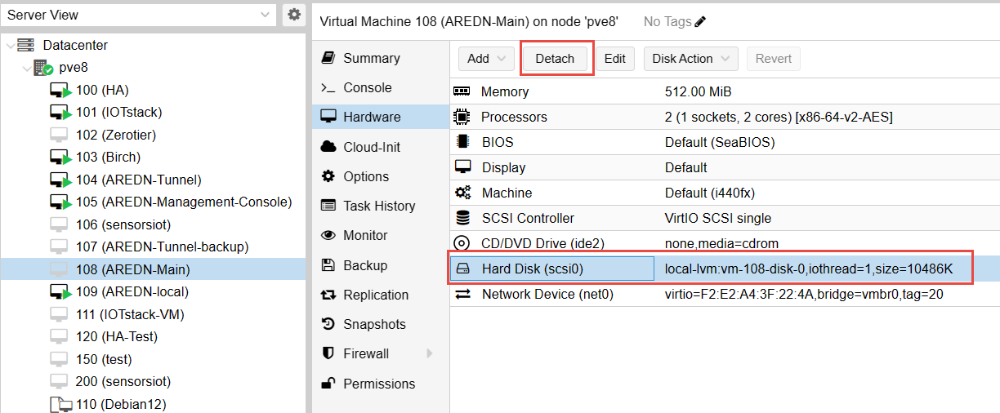 Server View
Datacenter
pve8
100 (HA)
101 (IOTstack)
102 (Zerotier)
103 (Birch)
104 (AREDN-Tunnel)
105 (AREDN-Management-Console)
106 (sensorsiot)
107 (AREDN-Tunnel-backup)
108 (AREDN-Main)
109 (AREDN-local)
111 (IOTstack-VM)
120 (HA-Test)
150 (test)
200 (sensorsiot)
110 (Debian12)
Virtual Machine 108 (AREDN-Main) on node 'pve8' No Tags
Summary
Console
Hardware
Cloud-Init
Options
Task History
Monitor
Backup
Replication
Snapshots
Firewall
Permissions
Add Detach Edit Disk Action Revert
Memory 512.00 MiB
Processors 2 (1 sockets, 2 cores) [x86-64-v2-AES]
BIOS Default (SeaBIOS)
Display Default
Machine Default (i440fx)
SCSI Controller VirtIO SCSI single
CD/DVD Drive (ide2) none,media=cdrom
Hard Disk (scsi0) local-lvm:vm-108-disk-0,iothread=1,size=10486K
Network Device (net0) virtio=F2:E2:A4:3F:22:4A,bridge=vmbr0,tag=20